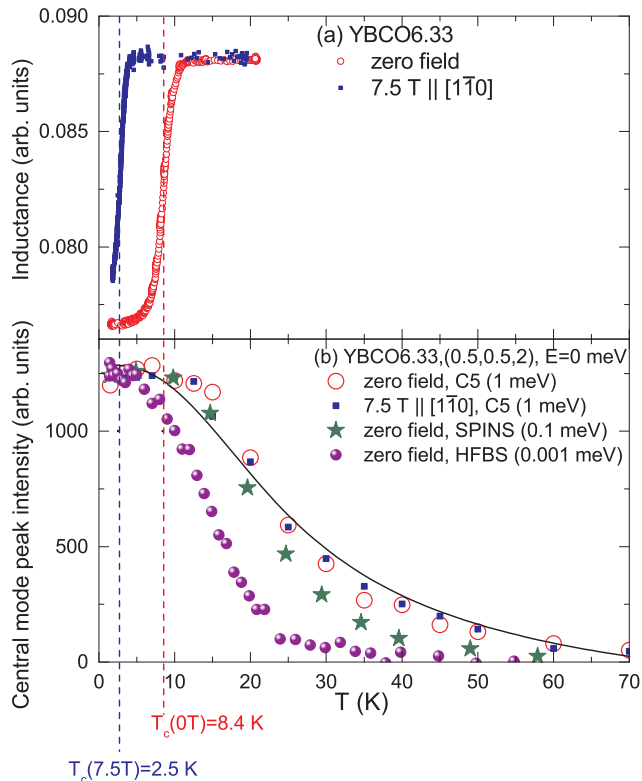 0.090
0.085
0.080
Inductance (arb. units)
(a) YBCO6.33
zero field
7.5 T || [11̅0]
1000
500
0
Central mode peak intensity (arb. units)
(b) YBCO6.33,(0.5,0.5,2), E=0 meV
zero field, C5 (1 meV)
7.5 T || [11̅0], C5 (1 meV)
zero field, SPINS (0.1 meV)
zero field, HFBS (0.001 meV)
0 10 20 30 40 50 60 70
T (K)
T_c(0T)=8.4 K
T_c(7.5T)=2.5 K